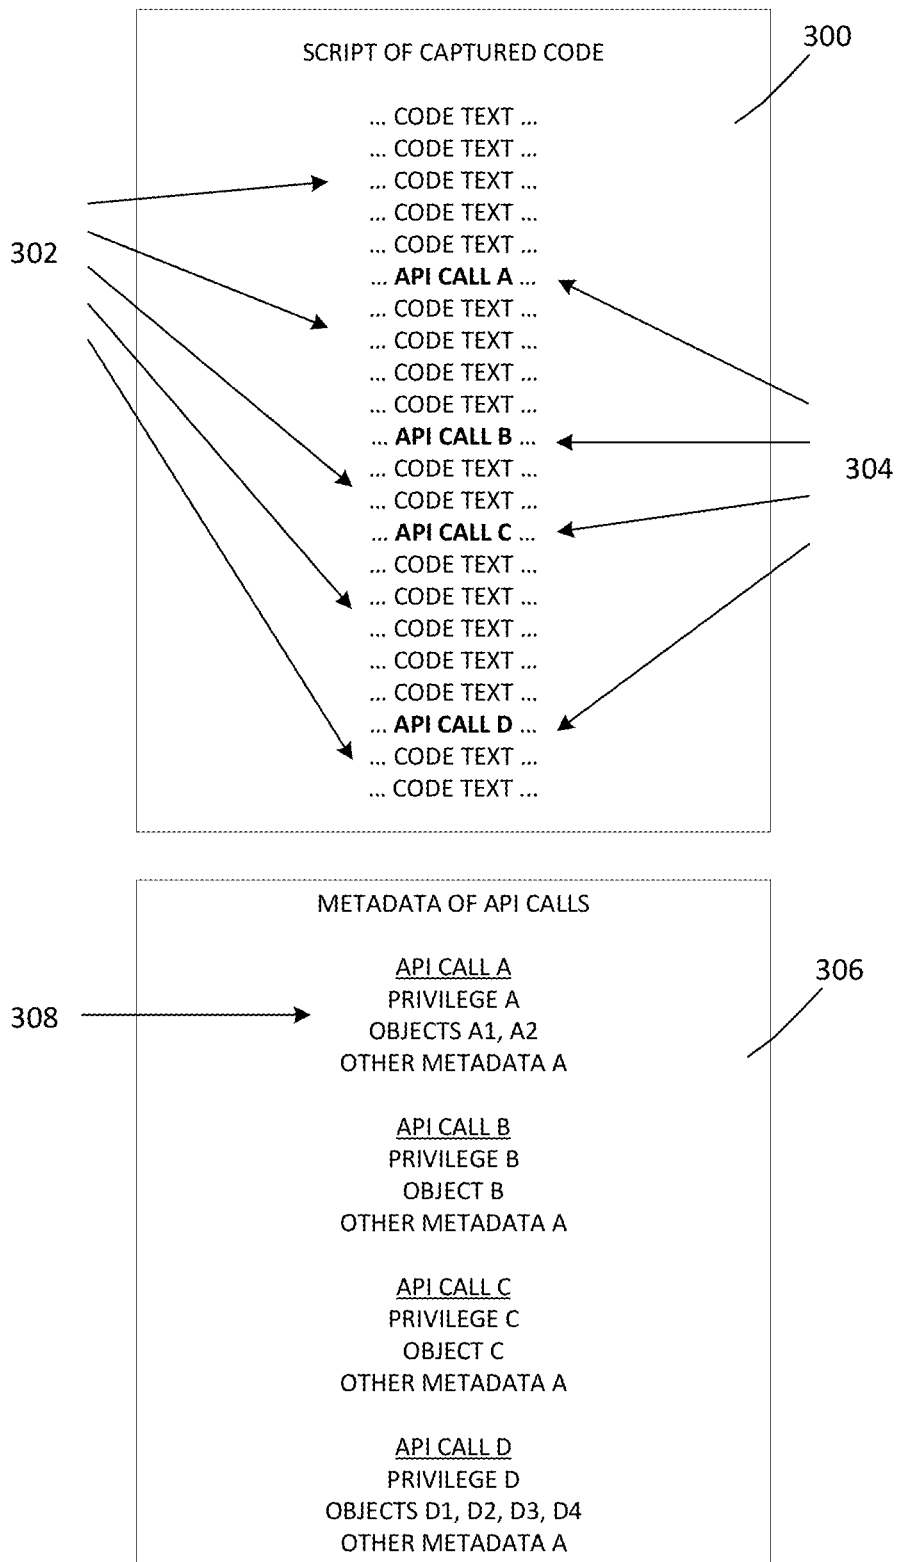 300
SCRIPT OF CAPTURED CODE
... CODE TEXT ...
... CODE TEXT ...
... CODE TEXT ...
... CODE TEXT ...
... CODE TEXT ...
302
... API CALL A ...
... CODE TEXT ...
... CODE TEXT ...
... CODE TEXT ...
... CODE TEXT ...
... API CALL B ...
... CODE TEXT ...
304
... CODE TEXT ...
... API CALL C ...
... CODE TEXT ...
... CODE TEXT ...
... CODE TEXT ...
... CODE TEXT ...
... CODE TEXT ...
... API CALL D ...
... CODE TEXT ...
... CODE TEXT ...
METADATA OF API CALLS
API CALL A
306
PRIVILEGE A
308
OBJECTS A1, A2
OTHER METADATA A
API CALL B
PRIVILEGE B
OBJECT B
OTHER METADATA A
API CALL C
PRIVILEGE C
OBJECT C
OTHER METADATA A
API CALL D
PRIVILEGE D
OBJECTS D1, D2, D3, D4
OTHER METADATA A